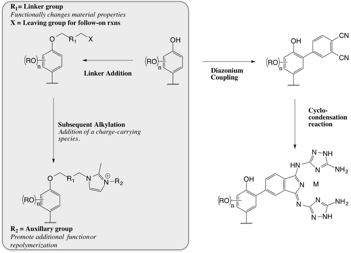 R₁= Linker group
Functionally changes material properties
X = Leaving group for follow-on rxns
O R₁ X
(RO)n
OH
(RO)n
Linker Addition
Diazonium
Coupling
OH
(RO)n
CN
CN
Subsequent Alkylation
Addition of a charge-carrying
species.
Cyclo-
condensation
reaction
O R₁ N N R₂
(RO)n
R₂ = Auxillary group
Promote additional functionor
repolymerization
OH
(RO)n
HN
N
HN
M
N-NH
N
NH₂
N-NH
N
NH₂